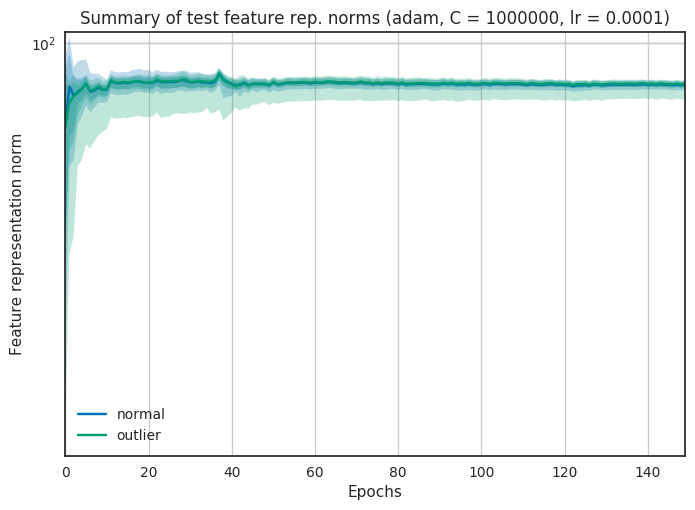 Summary of test feature rep. norms (adam, C = 1000000, lr = 0.0001)
10²
Feature representation norm
normal
outlier
0 20 40 60 80 100 120 140
Epochs